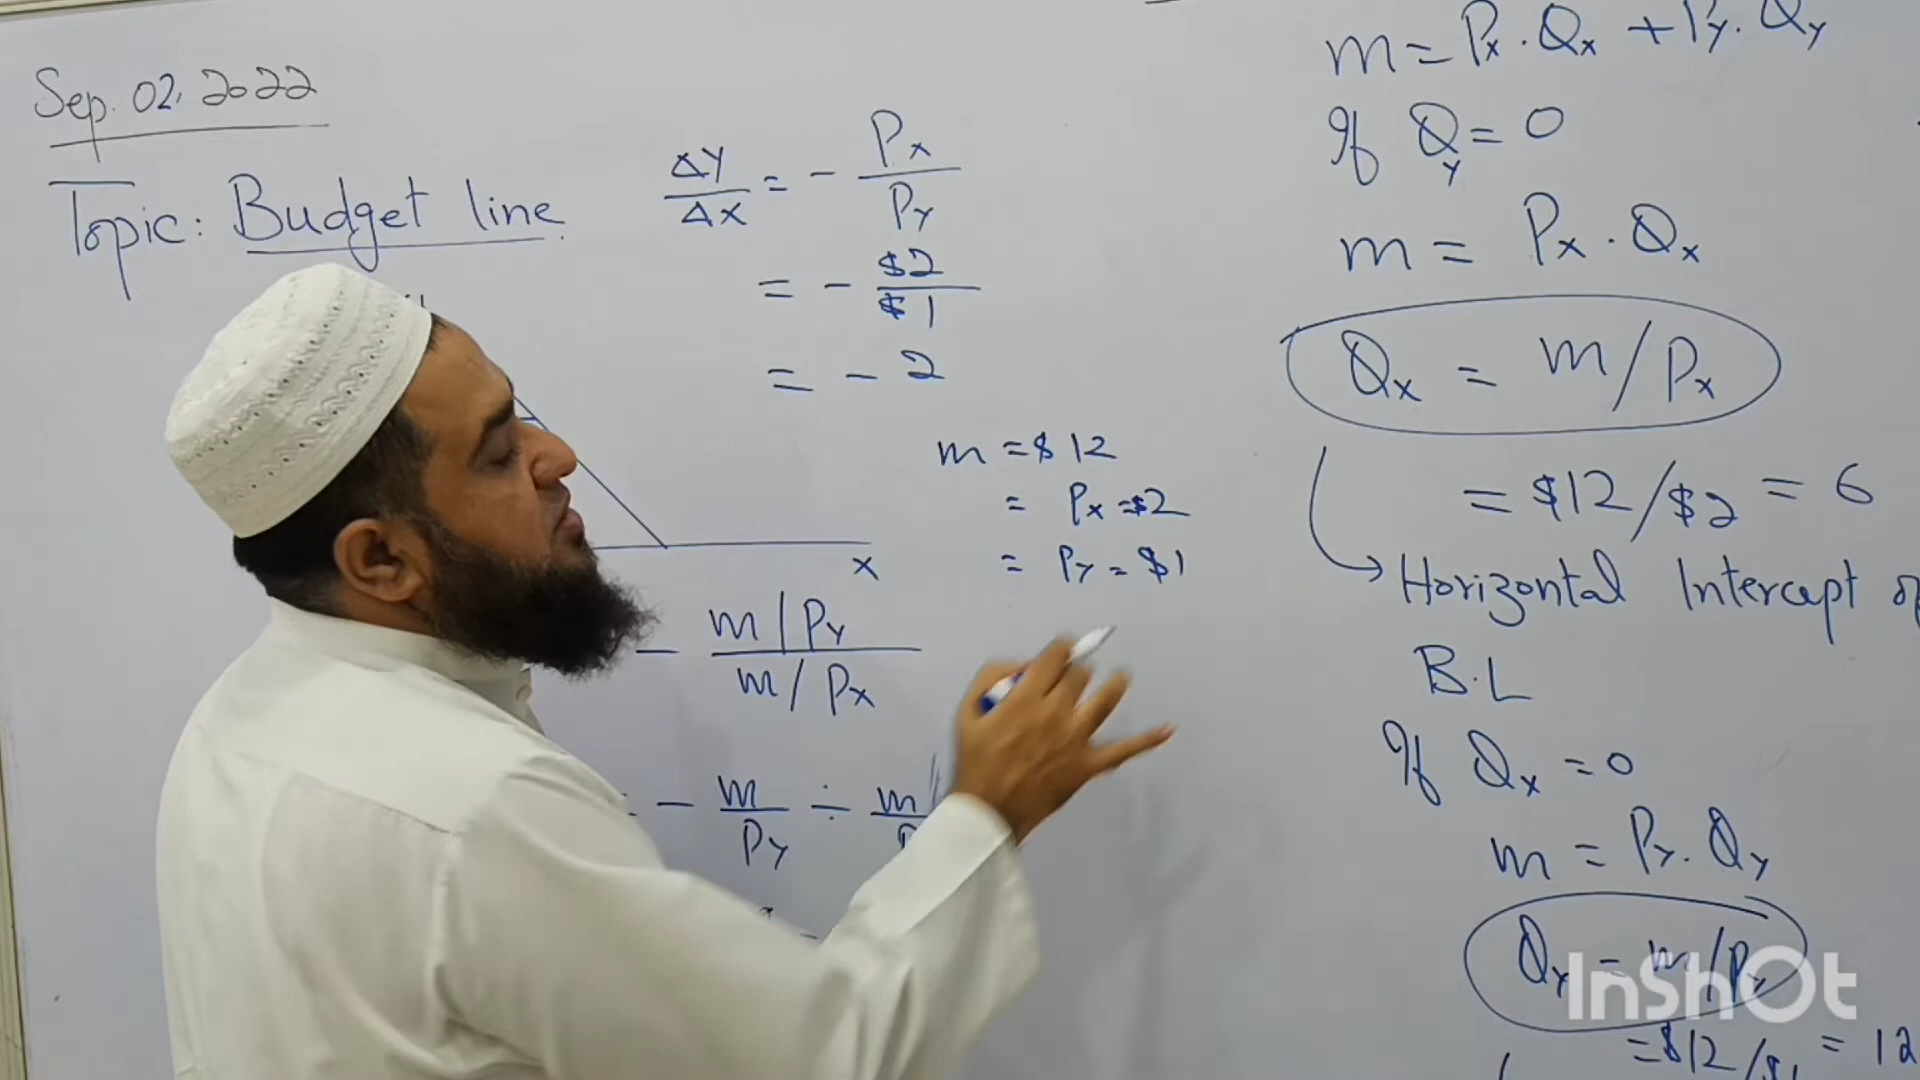 Sep. 02, 2022
Topic: Budget line.
ΔY/ΔX = - Px/Py
= - $2/$1
= - 2
m = $12
= Px = $2
= Py = $1
x
- m/Py
m/Px
- m/Py ÷ m
m = Px . Qx + Py . Qy
If Qy = 0
m = Px . Qx
Qx = m/Px
= $12/$2 = 6
Horizontal Intercept of
B.L
If Qx = 0
m = Py . Qy
Qy = m/Py
= $12/$1 = 12
InShOt